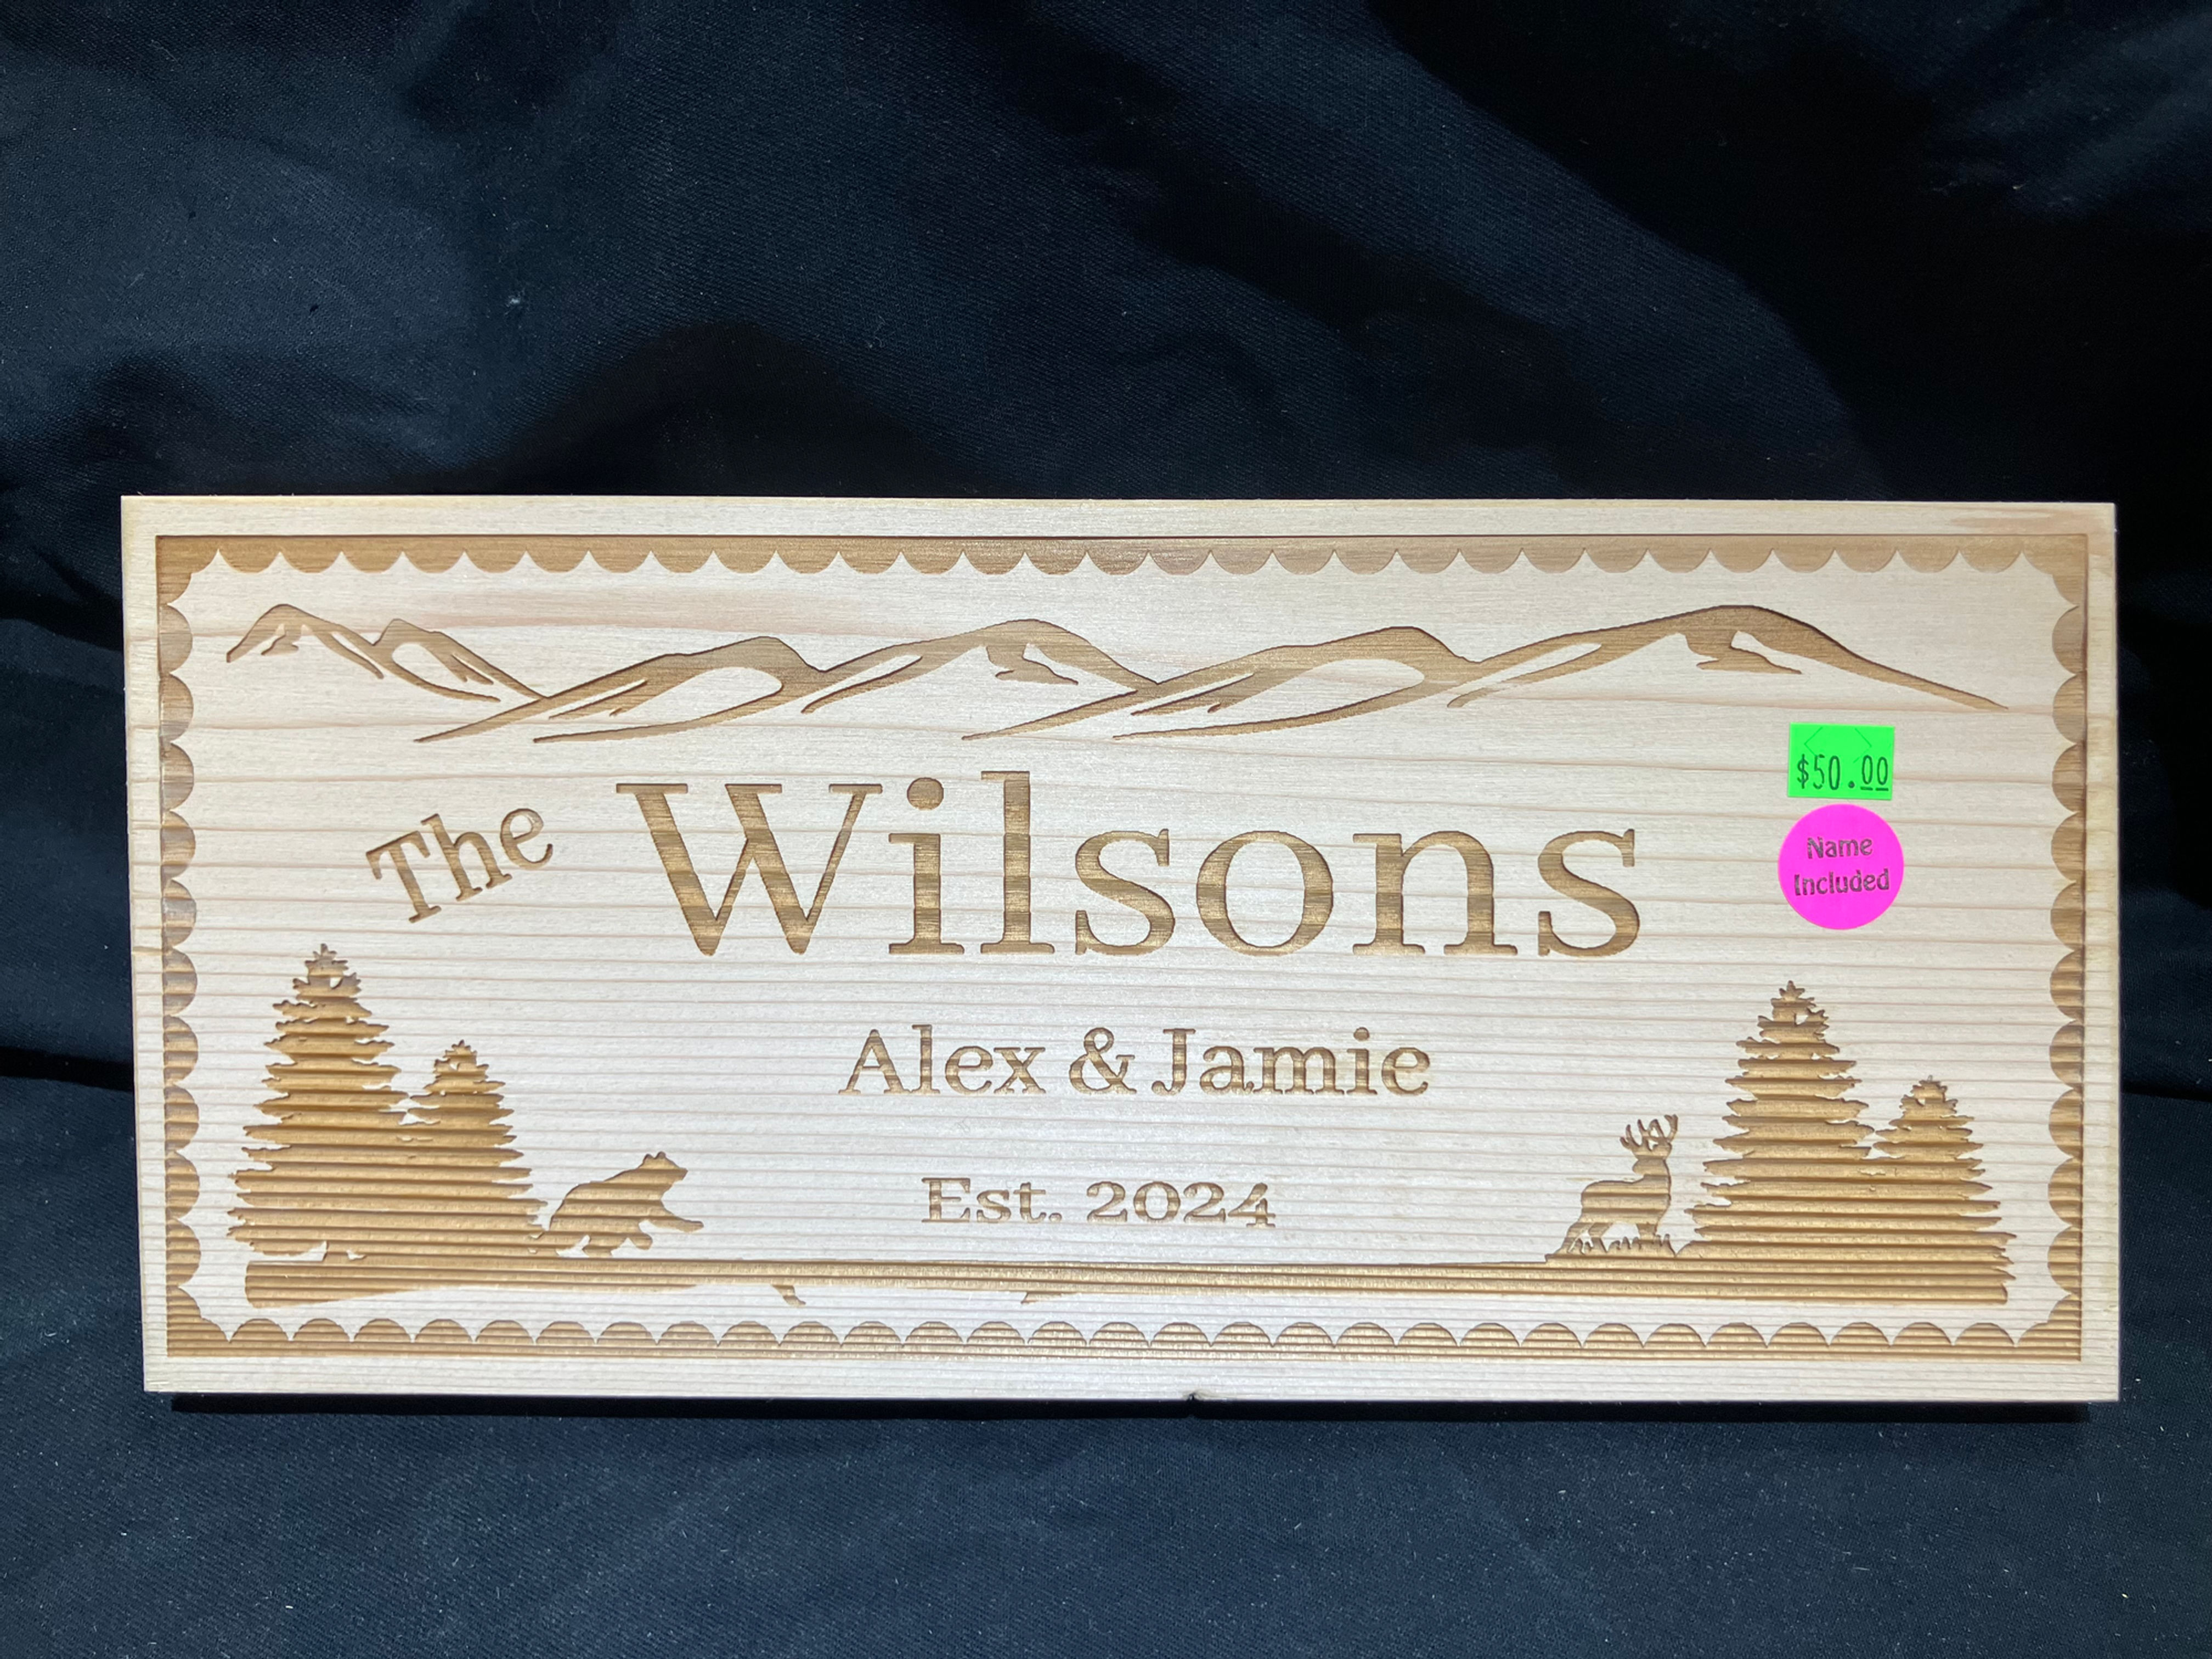 The Wilsons
$50.00
Name
Included
Alex & Jamie
Est. 2024